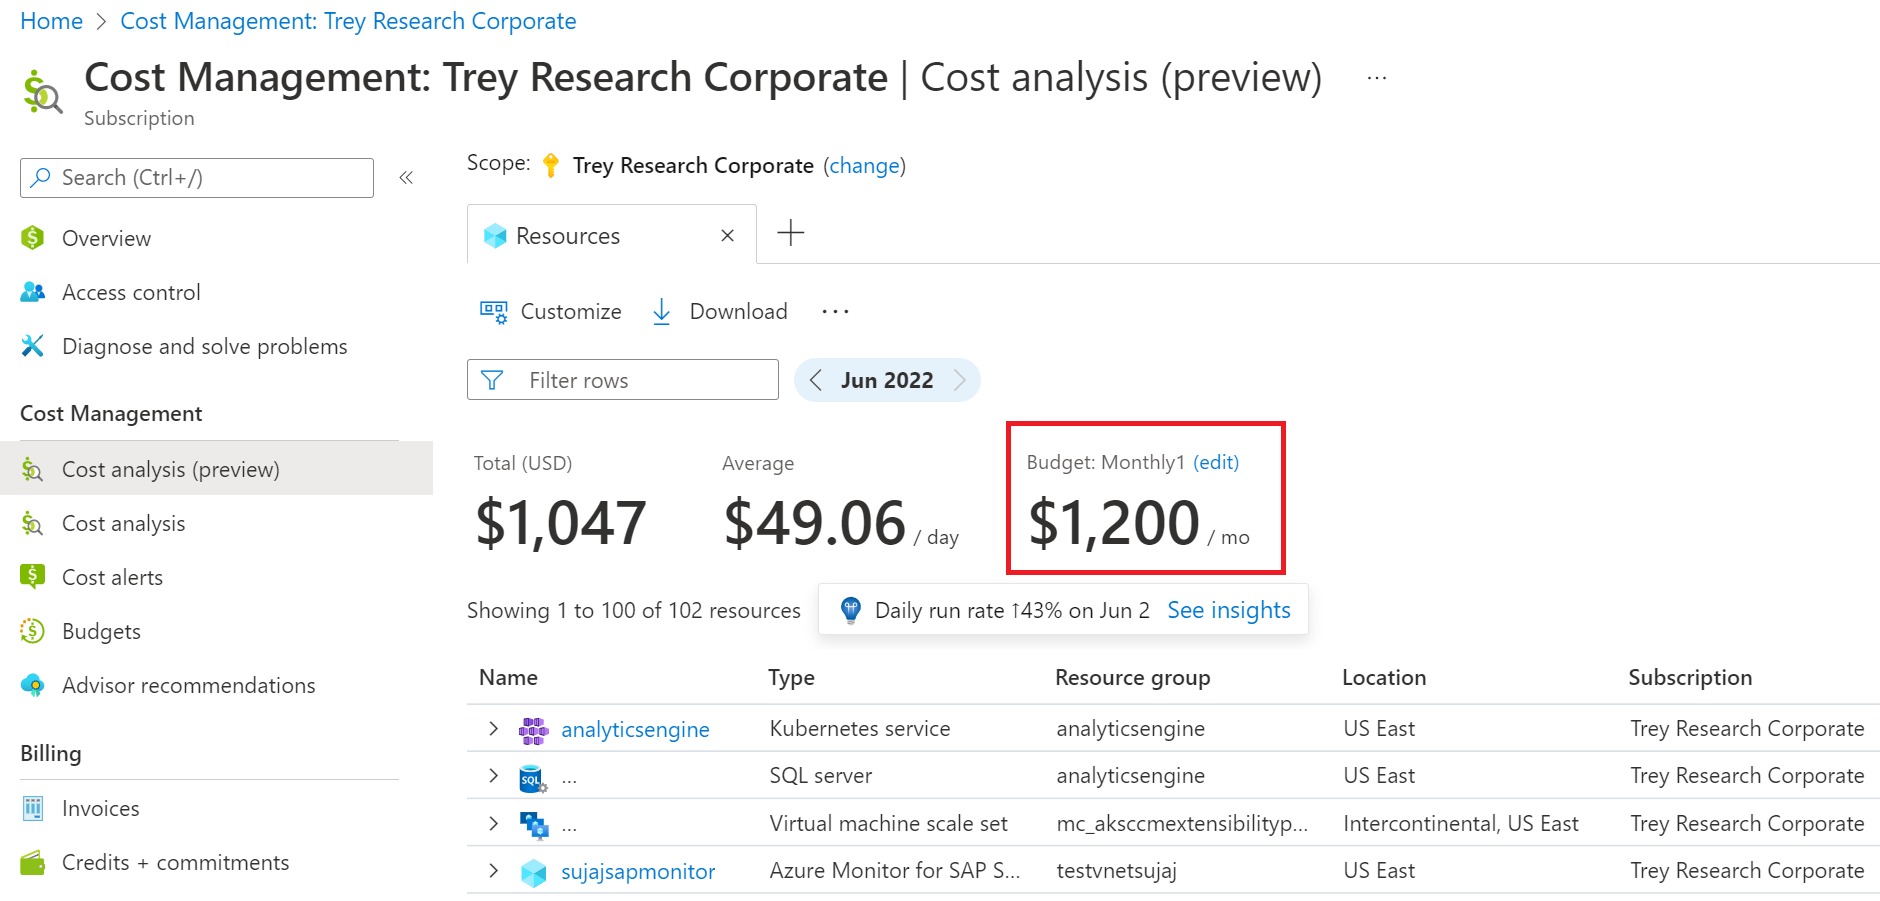 Home > Cost Management: Trey Research Corporate
Cost Management: Trey Research Corporate | Cost analysis (preview) ...
Subscription
Search (Ctrl+/) «
Overview
Access control
Diagnose and solve problems
Cost Management
Cost analysis (preview)
Cost analysis
Cost alerts
Budgets
Advisor recommendations
Billing
Invoices
Credits + commitments
Scope: Trey Research Corporate (change)
Resources × +
Customize Download ...
Filter rows < Jun 2022 >
Total (USD) Average Budget: Monthly1 (edit)
$1,047 $49.06 / day $1,200 / mo
Showing 1 to 100 of 102 resources Daily run rate ↑43% on Jun 2 See insights
Name Type Resource group Location Subscription
> analyticsengine Kubernetes service analyticsengine US East Trey Research Corporate
> SQL ... SQL server analyticsengine US East Trey Research Corporate
> ... Virtual machine scale set mc_aksccmextensibilityp... Intercontinental, US East Trey Research Corporate
> sujajsapmonitor Azure Monitor for SAP S... testvnetsujaj US East Trey Research Corporate